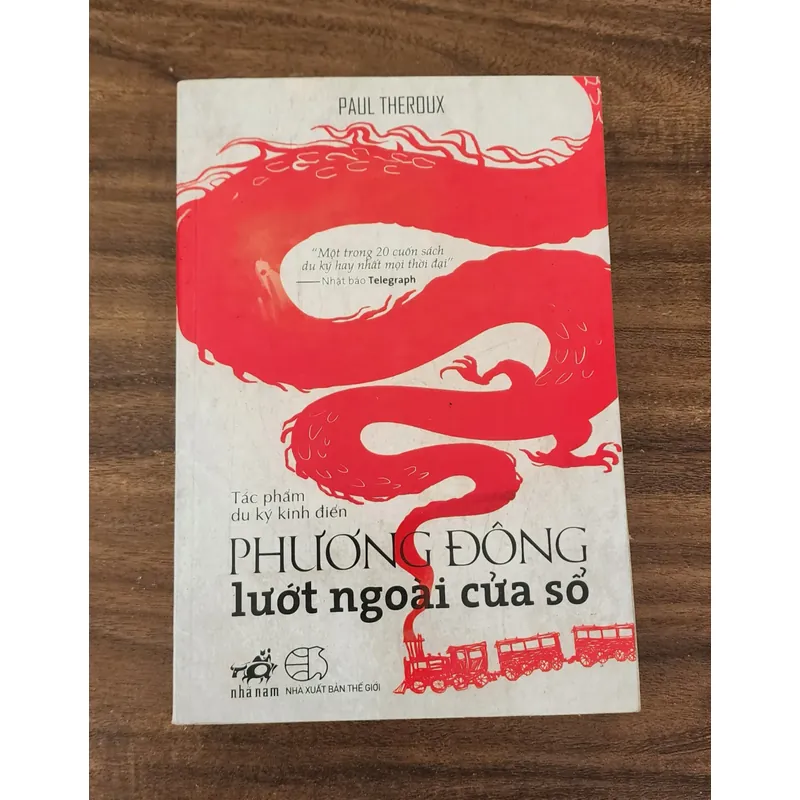 PAUL THEROUX
“Một trong 20 cuốn sách
du ký hay nhất mọi thời đại”
Nhật báo Telegraph
Tác phẩm
du ký kinh điển
PHƯƠNG ĐÔNG
lướt ngoài cửa sổ
nhã nam
NHÀ XUẤT BẢN THẾ GIỚI